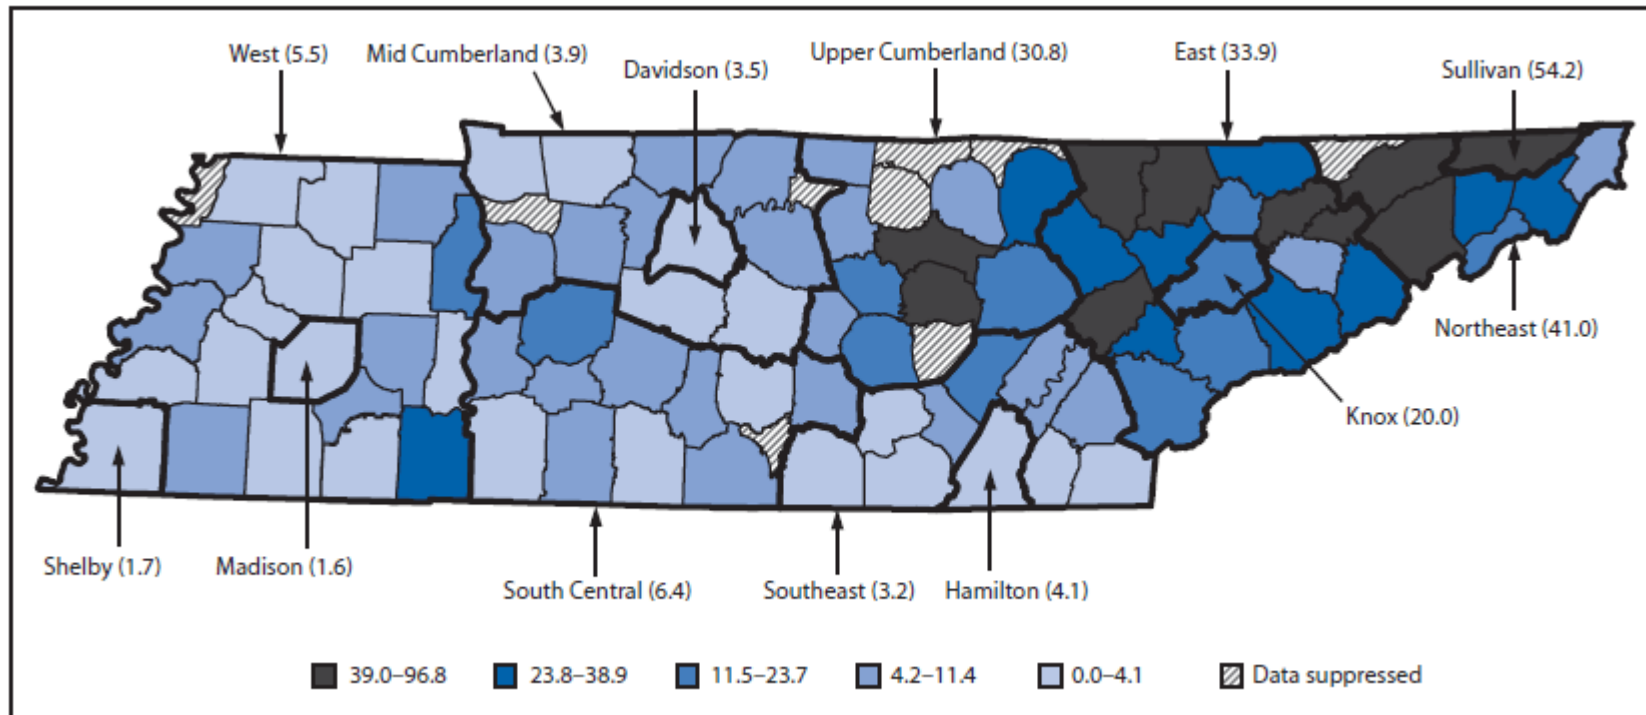 West (5.5)
Mid Cumberland (3.9)
Davidson (3.5)
Upper Cumberland (30.8)
East (33.9)
Sullivan (54.2)
Northeast (41.0)
Knox (20.0)
Shelby (1.7)
Madison (1.6)
South Central (6.4)
Southeast (3.2)
Hamilton (4.1)
39.0–96.8
23.8–38.9
11.5–23.7
4.2–11.4
0.0–4.1
Data suppressed